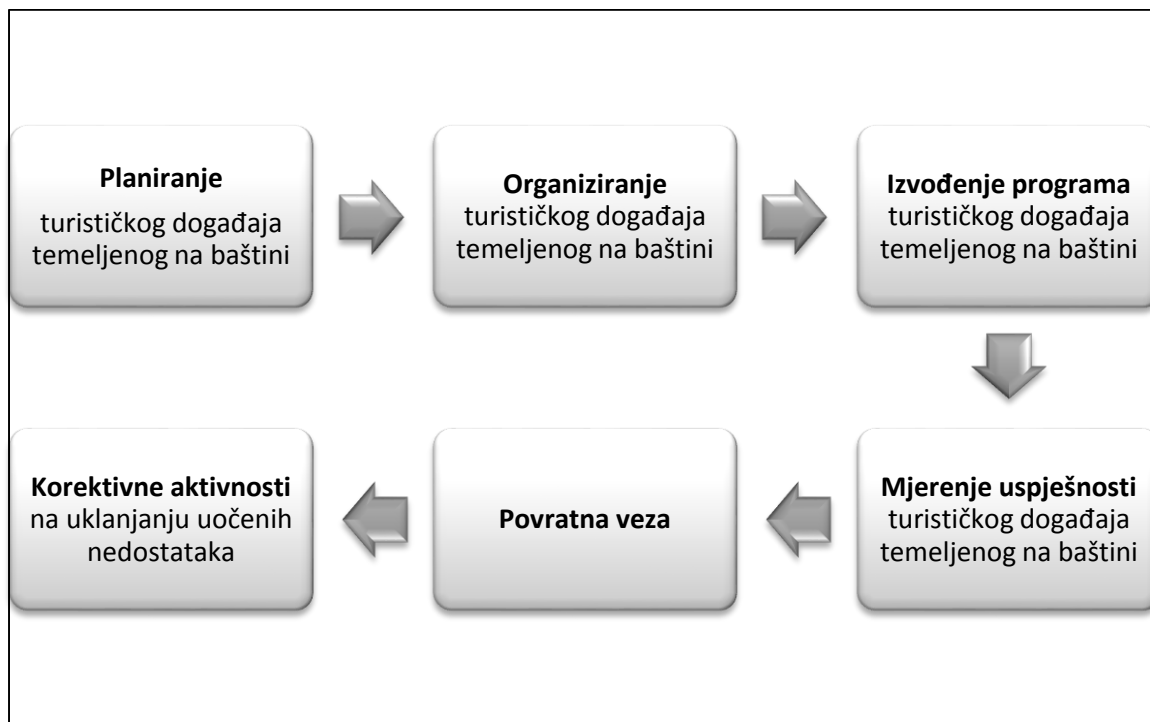 Planiranje
turističkog događaja
temeljenog na baštini
Organiziranje
turističkog događaja
temeljenog na baštini
Izvođenje programa
turističkog događaja
temeljenog na baštini
Mjerenje uspješnosti
turističkog događaja
temeljenog na baštini
Povratna veza
Korektivne aktivnosti
na uklanjanju uočenih
nedostataka